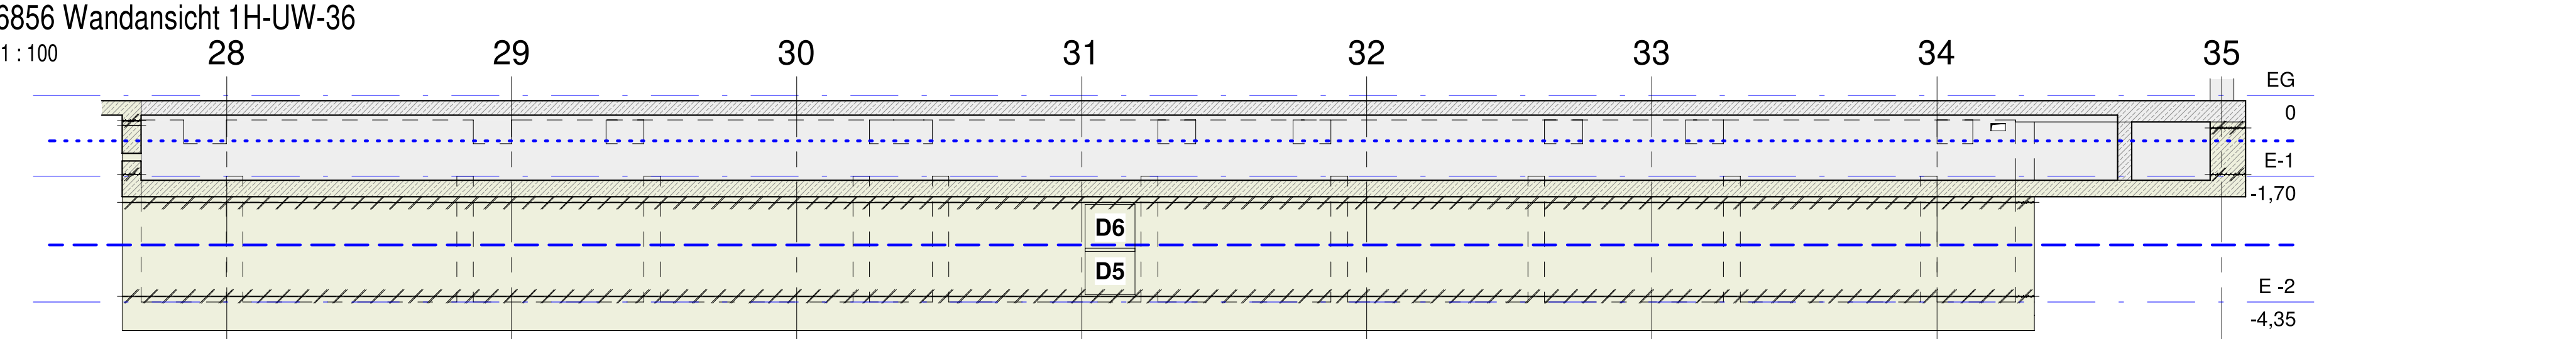 6856 Wandansicht 1H-UW-36
1 : 100
28 29 30 31 32 33 34 35
EG
0
E-1
-1,70
D6
D5
E -2
-4,35